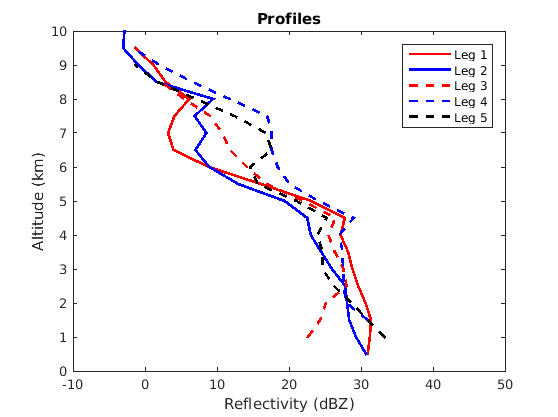 Profiles
Altitude (km)
10
9
8
7
6
5
4
3
2
1
0
-10 0 10 20 30 40 50
Reflectivity (dBZ)
Leg 1
Leg 2
Leg 3
Leg 4
Leg 5